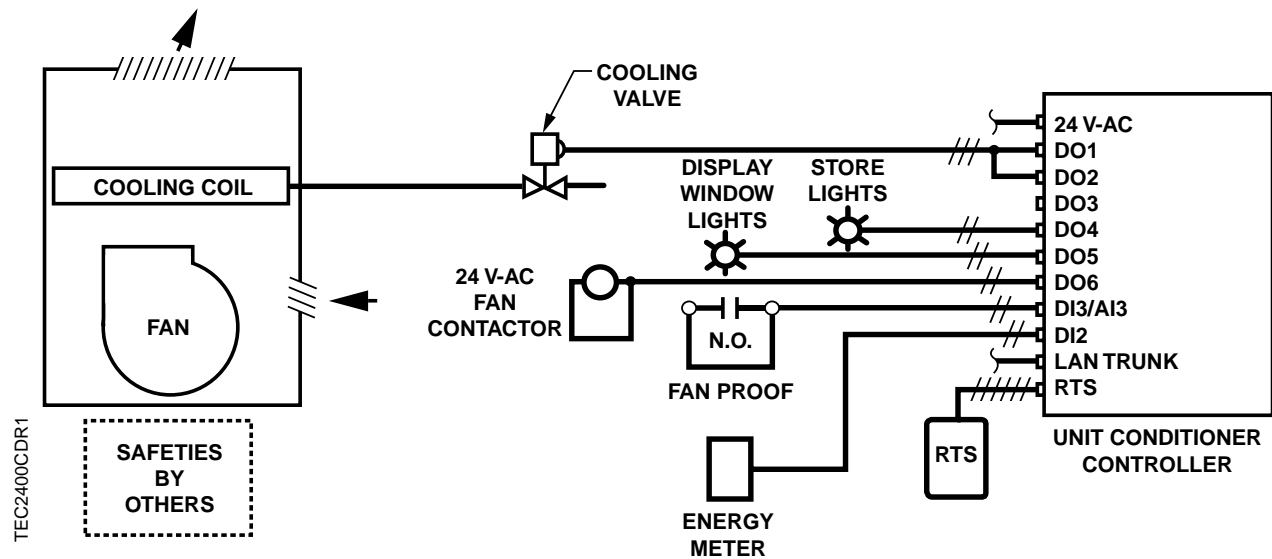 COOLING
VALVE
24 V-AC
DO1
DO2
DO3
DO4
DO5
DO6
DI3/AI3
DI2
LAN TRUNK
RTS
UNIT CONDITIONER
CONTROLLER
COOLING COIL
DISPLAY
WINDOW
LIGHTS
STORE
LIGHTS
24 V-AC
FAN
CONTACTOR
FAN
N.O.
FAN PROOF
RTS
SAFETIES
BY
OTHERS
ENERGY
METER
TEC2400CDR1